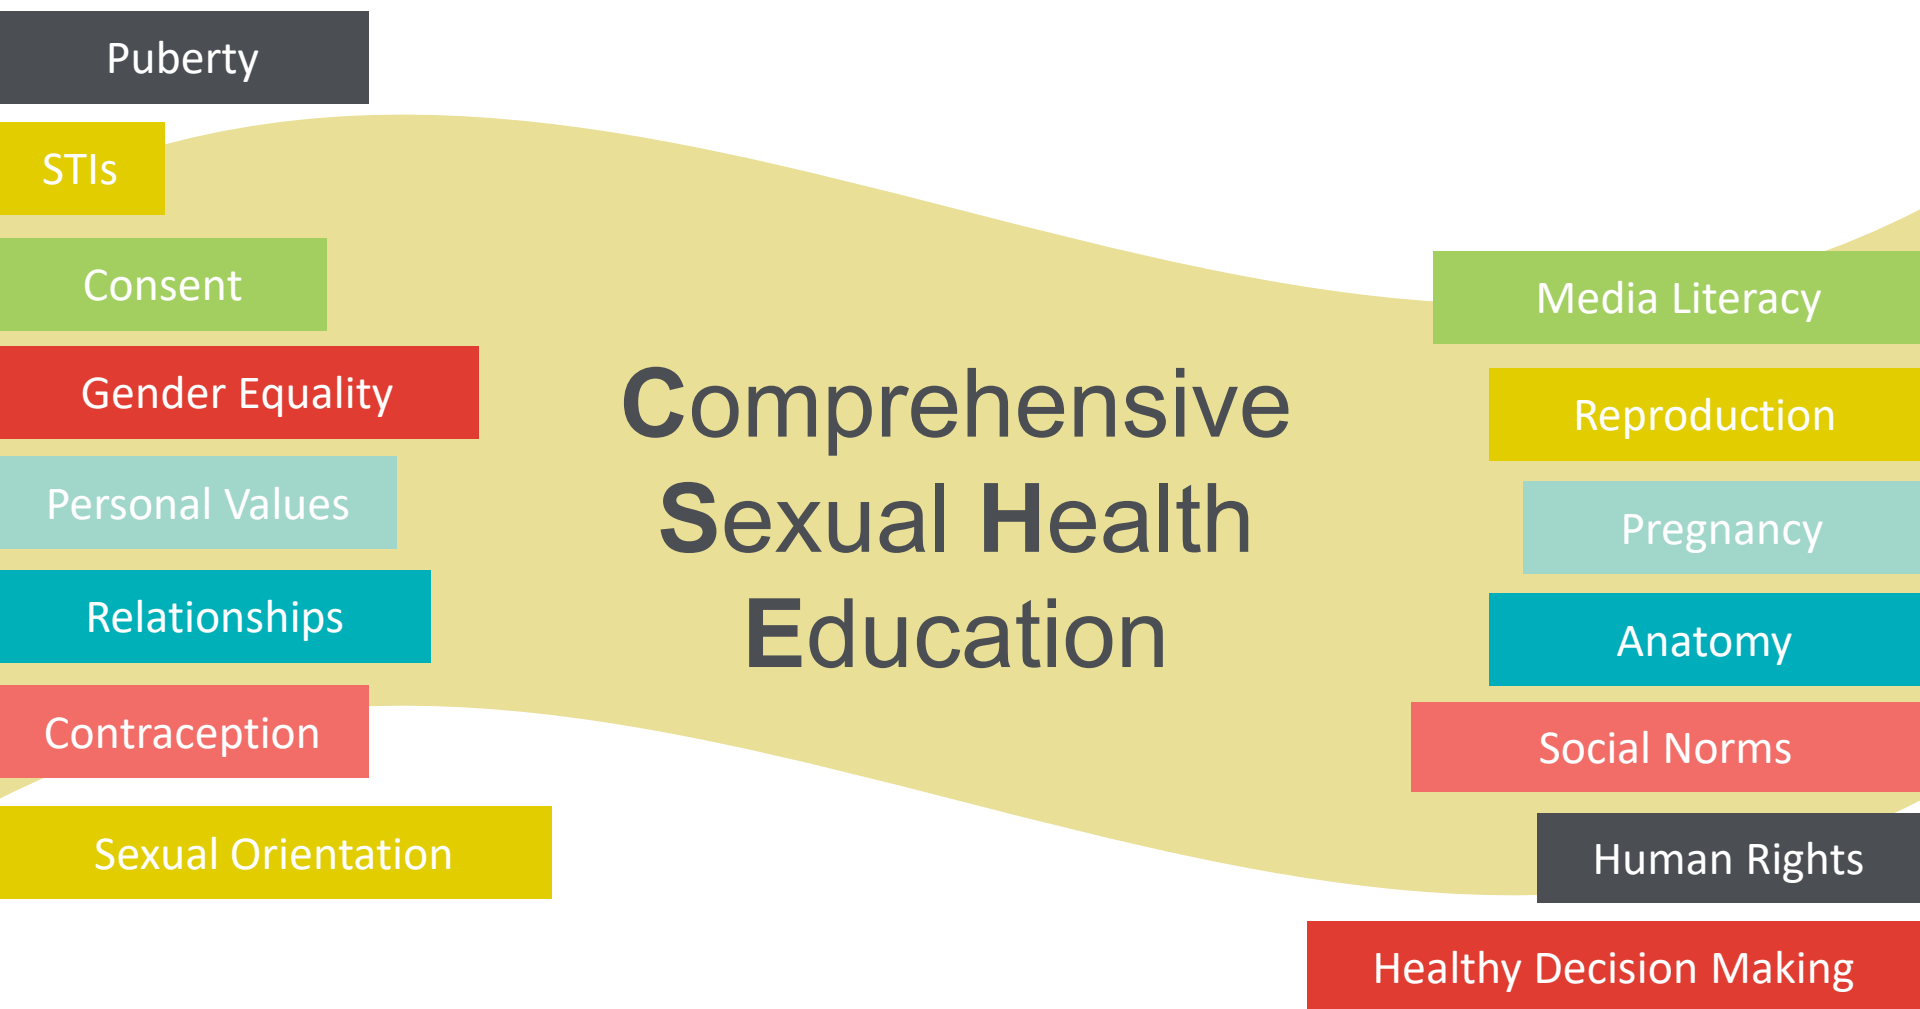 Puberty
STIs
Consent
Gender Equality
Personal Values
Relationships
Contraception
Sexual Orientation
Comprehensive
Sexual Health
Education
Media Literacy
Reproduction
Pregnancy
Anatomy
Social Norms
Human Rights
Healthy Decision Making